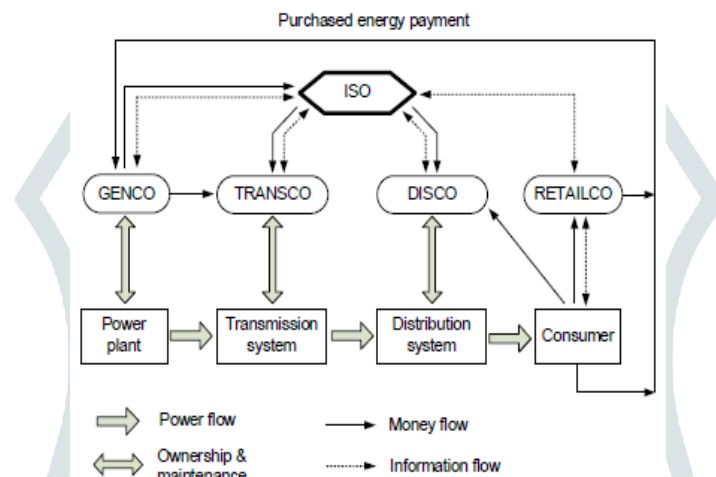 Purchased energy payment
ISO
GENCO
TRANSCO
DISCO
RETAILCO
Power
plant
Transmission
system
Distribution
system
Consumer
Power flow
Money flow
Ownership &
maintenance
Information flow